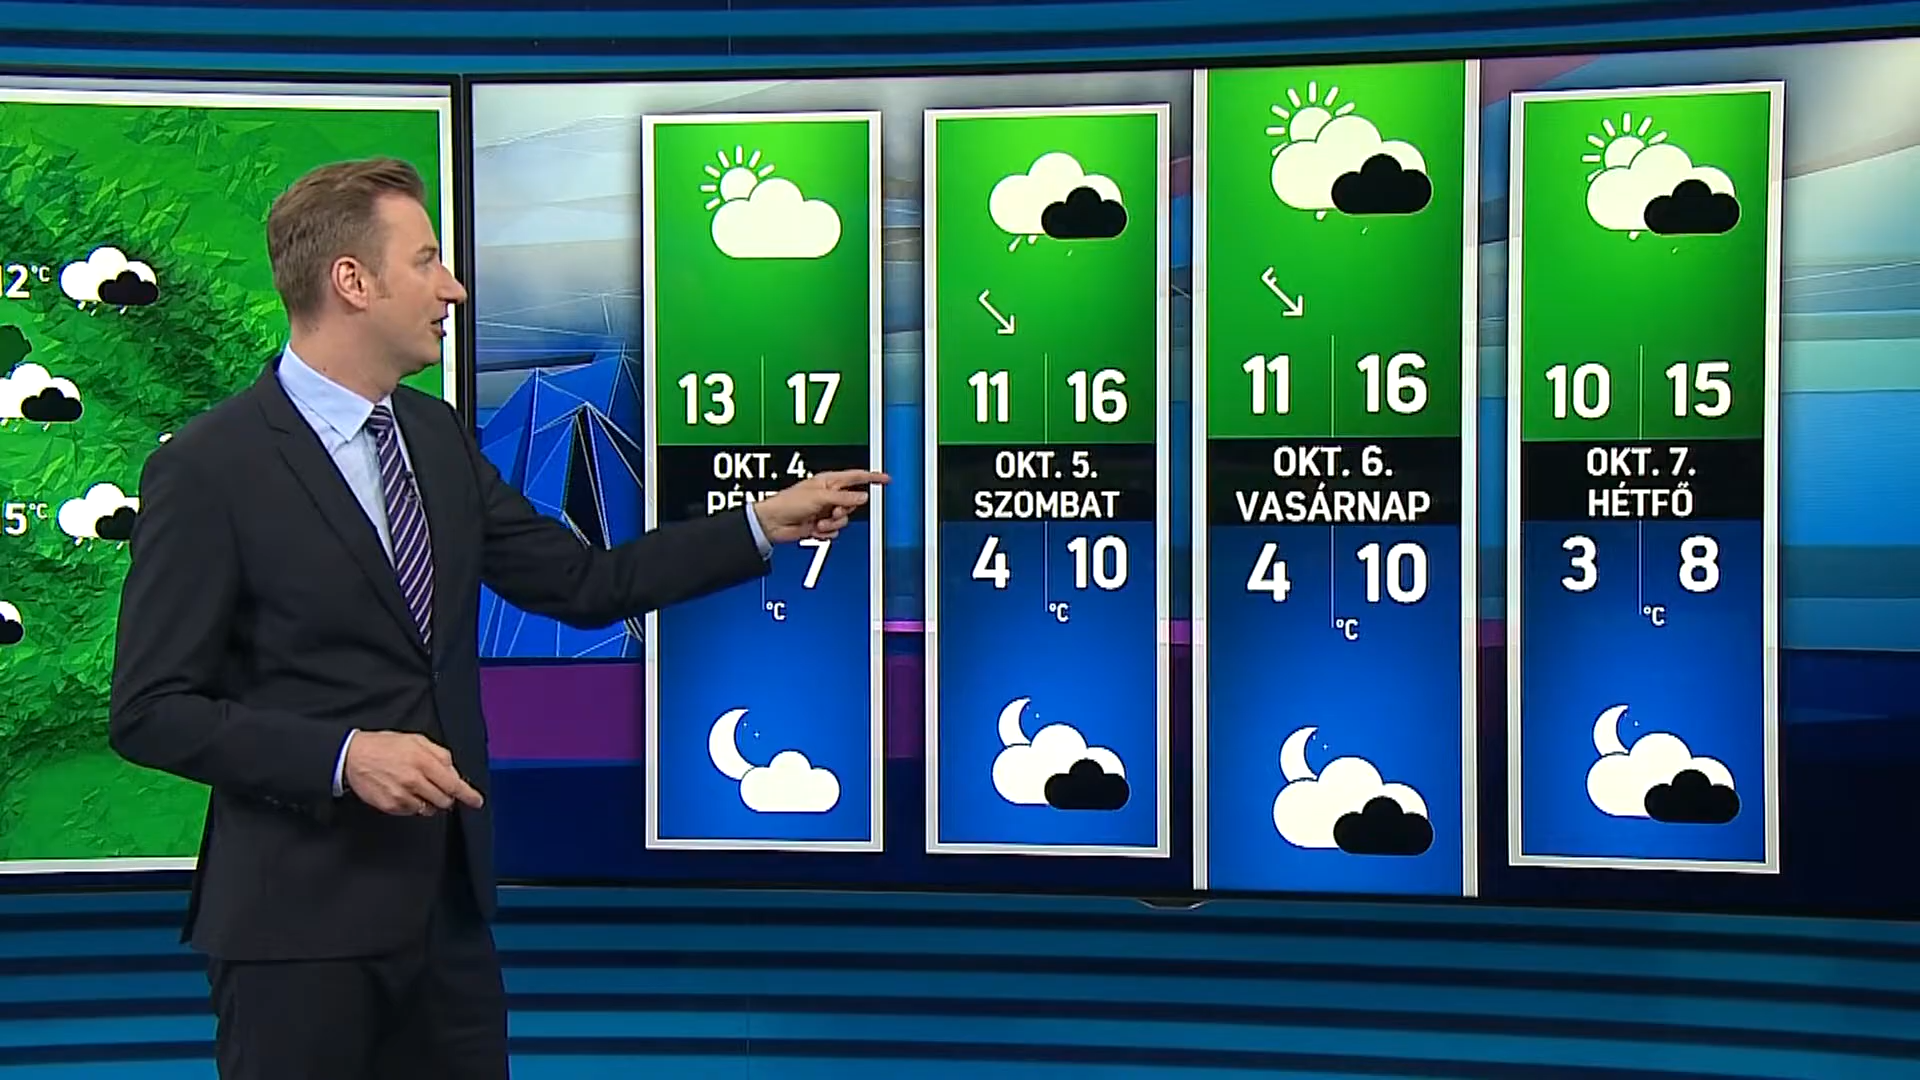 12°C
15°C
13 17
OKT. 4.
7
°C
11 16
OKT. 5.
SZOMBAT
4 10
°C
11 16
OKT. 6.
VASÁRNAP
4 10
°C
10 15
OKT. 7.
HÉTFŐ
3 8
°C